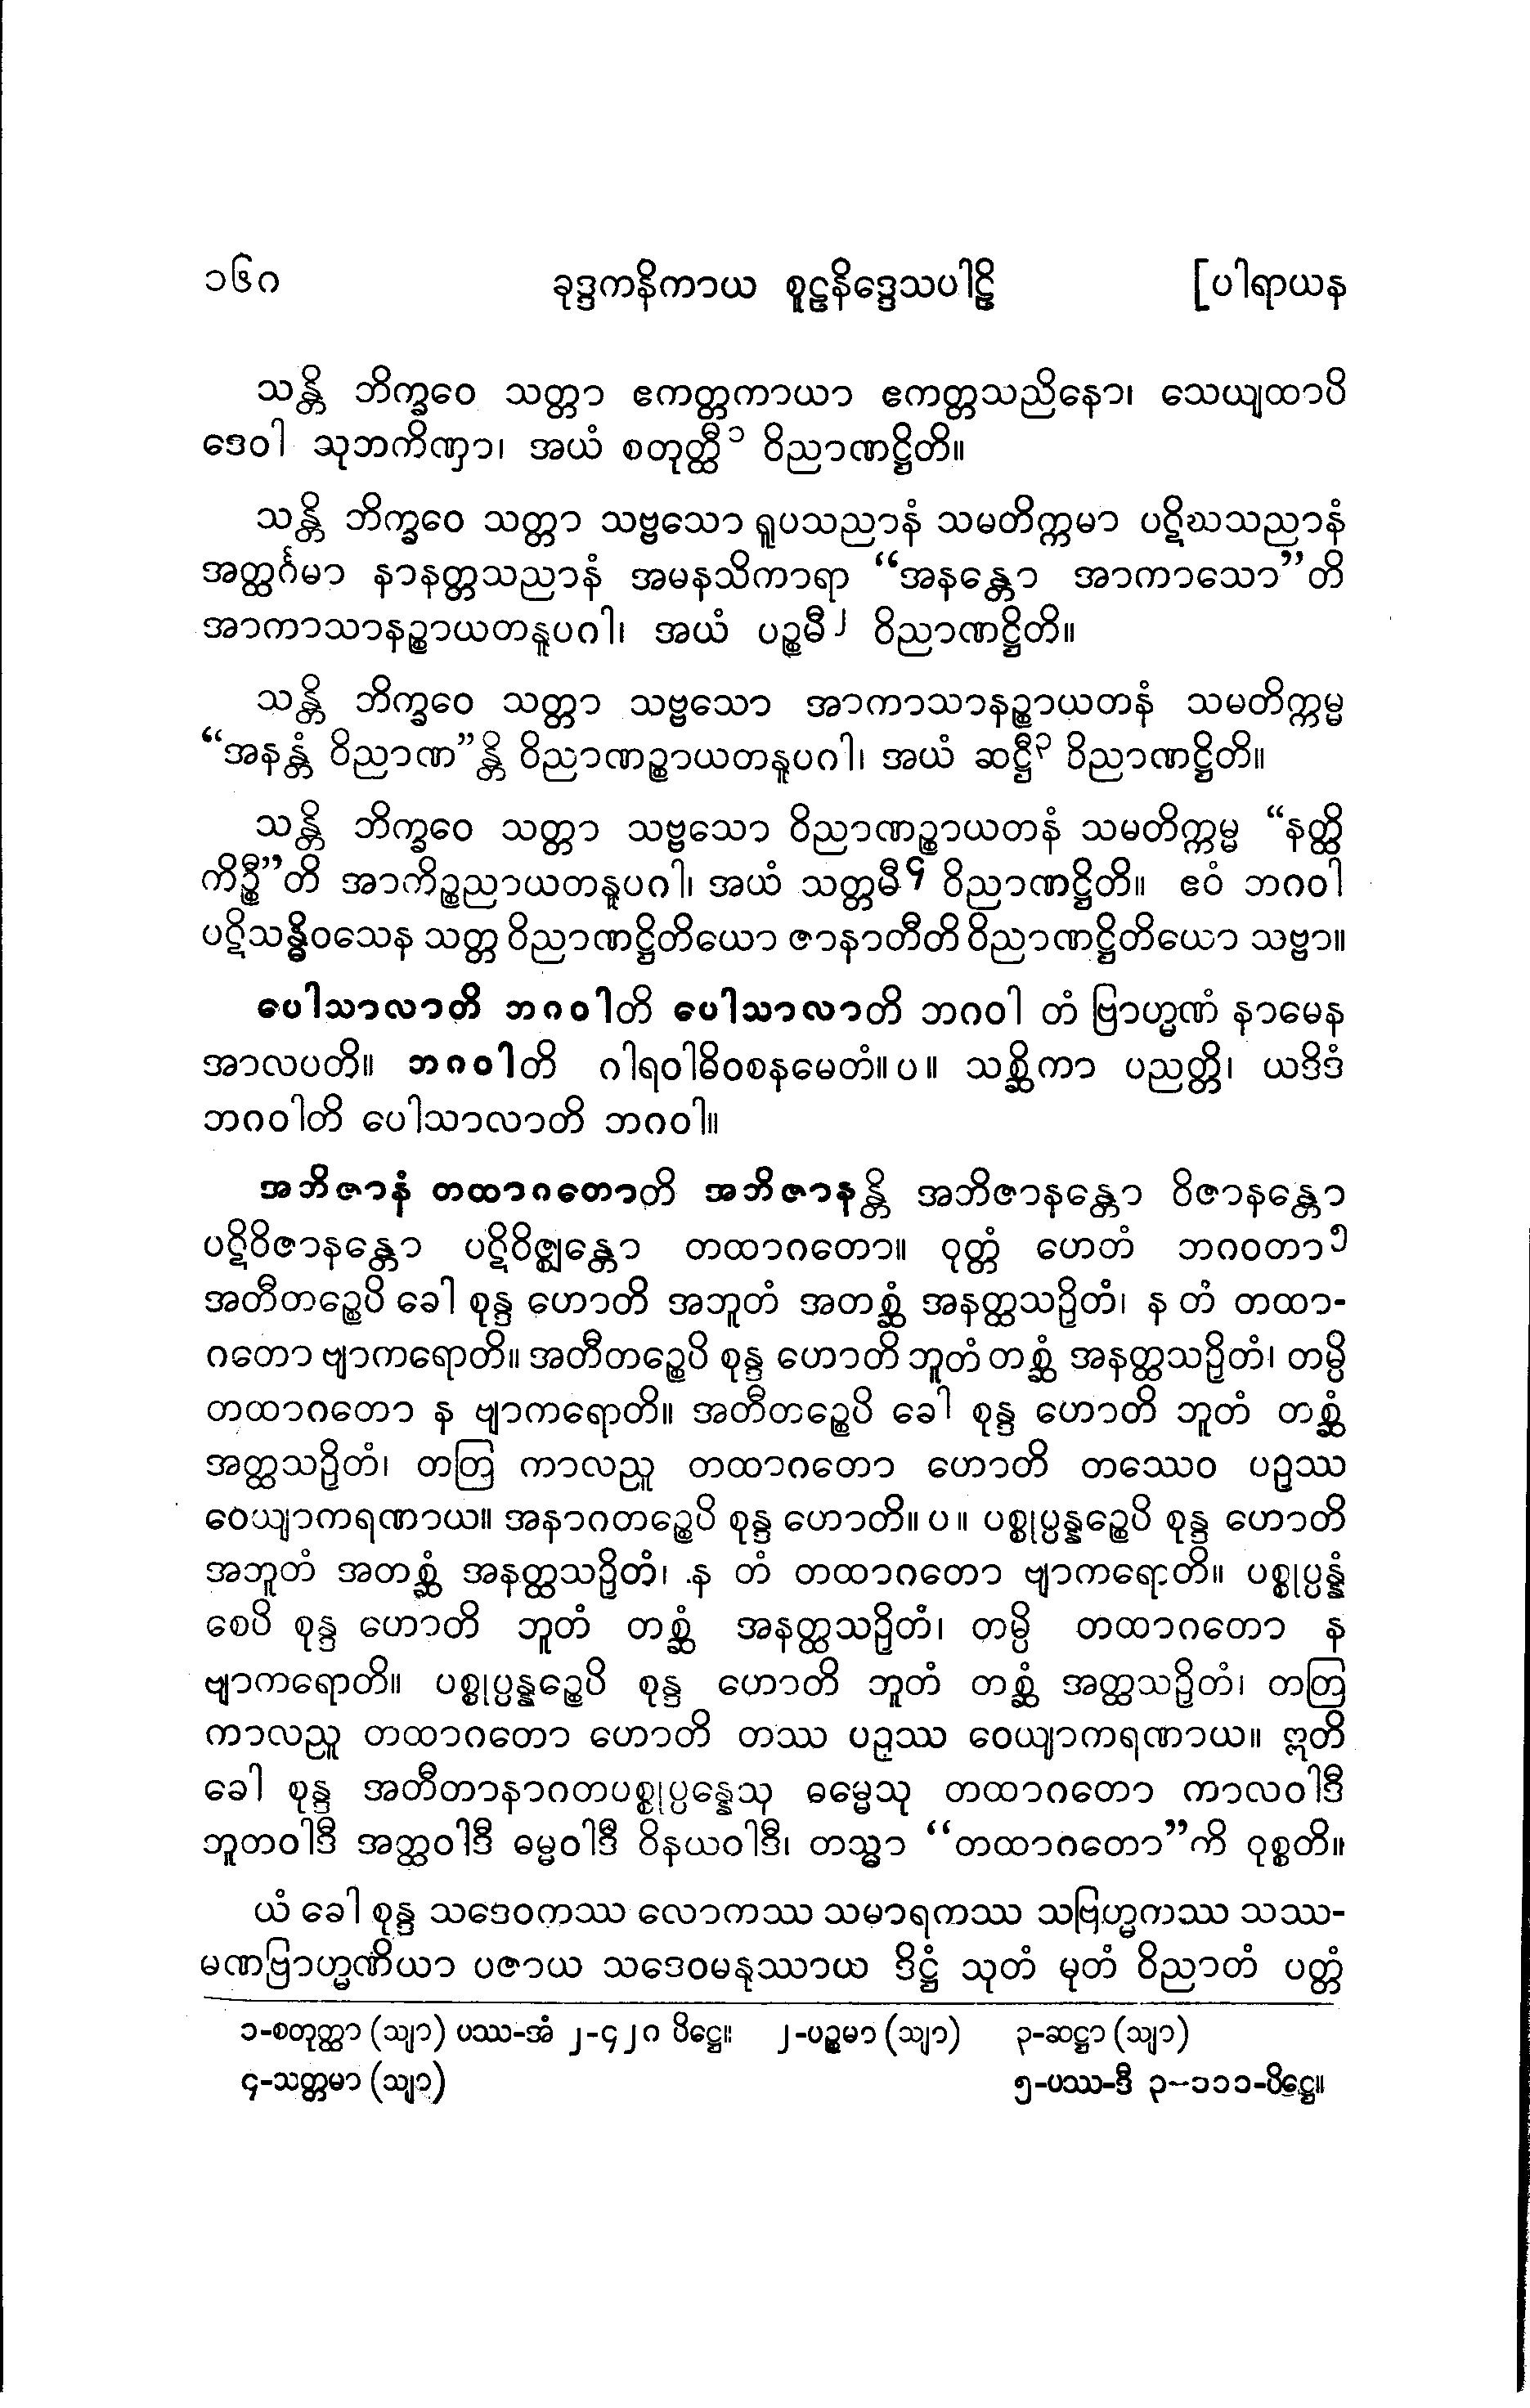 ၁၆ဂ ခုဒ္ဒကနိကာယ စူဠနိဒ္ဒေသပါဠိ [ပါရာယန
သန္တိ ဘိက္ခဝေ သတ္တာ ဧကတ္တကာယာ ဧကတ္တသညိနော၊ သေယျထာပိ
ဒေဝါ သုဘကိဏှာ၊ အယံ စတုတ္ထီ၁ ဝိညာဏဋ္ဌိတိ။
သန္တိ ဘိက္ခဝေ သတ္တာ သဗ္ဗသော ရူပသညာနံ သမတိက္ကမာ ပဋိဃသညာနံ
အတ္ထင်္ဂမာ နာနတ္တသညာနံ အမနသိကာရာ “အနန္တော အာကာသော”တိ
အာကာသာနဉ္စာယတနူပဂါ၊ အယံ ပဉ္စမီ၂ ဝိညာဏဋ္ဌိတိ။
သန္တိ ဘိက္ခဝေ သတ္တာ သဗ္ဗသော အာကာသာနဉ္စာယတနံ သမတိက္ကမ္မ
“အနန္တံ ဝိညာဏ”န္တိ ဝိညာဏဉ္စာယတနူပဂါ၊ အယံ ဆဋ္ဌီ၃ ဝိညာဏဋ္ဌိတိ။
သန္တိ ဘိက္ခဝေ သတ္တာ သဗ္ဗသော ဝိညာဏဉ္စာယတနံ သမတိက္ကမ္မ “နတ္ထိ
ကိဉ္စီ”တိ အာကိဉ္စညာယတနူပဂါ၊ အယံ သတ္တမီ၄ ဝိညာဏဋ္ဌိတိ။ ဧဝံ ဘဂဝါ
ပဋိသန္ဓိဝသေန သတ္တ ဝိညာဏဋ္ဌိတိယော ဇာနာတီတိ ဝိညာဏဋ္ဌိတိယော သဗ္ဗာ။
ပေါသာလာတိ ဘဂဝါတိ ပေါသာလာတိ ဘဂဝါ တံ ဗြာဟ္မဏံ နာမေန
အာလပတိ။ ဘဂဝါတိ ဂါရဝါဓိဝစနမေတံ။ ပ ။ သစ္ဆိကာ ပညတ္တိ၊ ယဒိဒံ
ဘဂဝါတိ ပေါသာလာတိ ဘဂဝါ။
အဘိဇာနံ တထာဂတောတိ အဘိဇာနန္တိ အဘိဇာနန္တော ဝိဇာနန္တော
ပဋိဝိဇာနန္တော ပဋိဝိဇ္ဈန္တော တထာဂတော။ ဝုတ္တံ ဟေတံ ဘဂဝတာ၅
အတီတဉ္စေပိ ခေါ စုန္ဒ ဟောတိ အဘူတံ အတစ္ဆံ အနတ္ထသဉှိတံ၊ န တံ တထာ-
ဂတော ဗျာကရောတိ။ အတီတဉ္စေပိ စုန္ဒ ဟောတိ ဘူတံ တစ္ဆံ အနတ္ထသဉှိတံ၊ တမ္ပိ
တထာဂတော န ဗျာကရောတိ။ အတီတဉ္စေပိ ခေါ စုန္ဒ ဟောတိ ဘူတံ တစ္ဆံ
အတ္ထသဉှိတံ၊ တတြ ကာလညူ တထာဂတော ဟောတိ တဿေဝ ပဉှဿ
ဝေယျာကရဏာယ။ အနာဂတဉ္စေပိ စုန္ဒ ဟောတိ။ ပ ။ ပစ္စုပ္ပန္နဉ္စေပိ စုန္ဒ ဟောတိ
အဘူတံ အတစ္ဆံ အနတ္ထသဉှိတံ၊ န တံ တထာဂတော ဗျာကရောတိ။ ပစ္စုပ္ပန္နံ
စေပိ စုန္ဒ ဟောတိ ဘူတံ တစ္ဆံ အနတ္ထသဉှိတံ၊ တမ္ပိ တထာဂတော န
ဗျာကရောတိ။ ပစ္စုပ္ပန္နဉ္စေပိ စုန္ဒ ဟောတိ ဘူတံ တစ္ဆံ အတ္ထသဉှိတံ၊ တတြ
ကာလညူ တထာဂတော ဟောတိ တဿ ပဉှဿ ဝေယျာကရဏာယ။ ဣတိ
ခေါ စုန္ဒ အတီတာနာဂတပစ္စုပ္ပန္နေသု ဓမ္မေသု တထာဂတော ကာလဝါဒီ
ဘူတဝါဒီ အတ္ထဝါဒီ ဓမ္မဝါဒီ ဝိနယဝါဒီ၊ တသ္မာ “တထာဂတော”ကိ ဝုစ္စတိ။
ယံ ခေါ စုန္ဒ သဒေဝကဿ လောကဿ သမာရကဿ သဗြဟ္မကဿ သဿ-
မဏဗြာဟ္မဏိယာ ပဇာယ သဒေဝမနုဿာယ ဒိဋ္ဌံ သုတံ မုတံ ဝိညာတံ ပတ္တံ
၁-စတုတ္ထာ (သျာ) ပဿ-အံ ၂-၄၂ဂ ပိဋ္ဌေ။ ၂-ပဉ္စမာ (သျာ) ၃-ဆဋ္ဌာ (သျာ)
၄-သတ္တမာ (သျာ) ၅-ပဿ-ဒီ ၃-၁၁၁-ပိဋ္ဌေ။